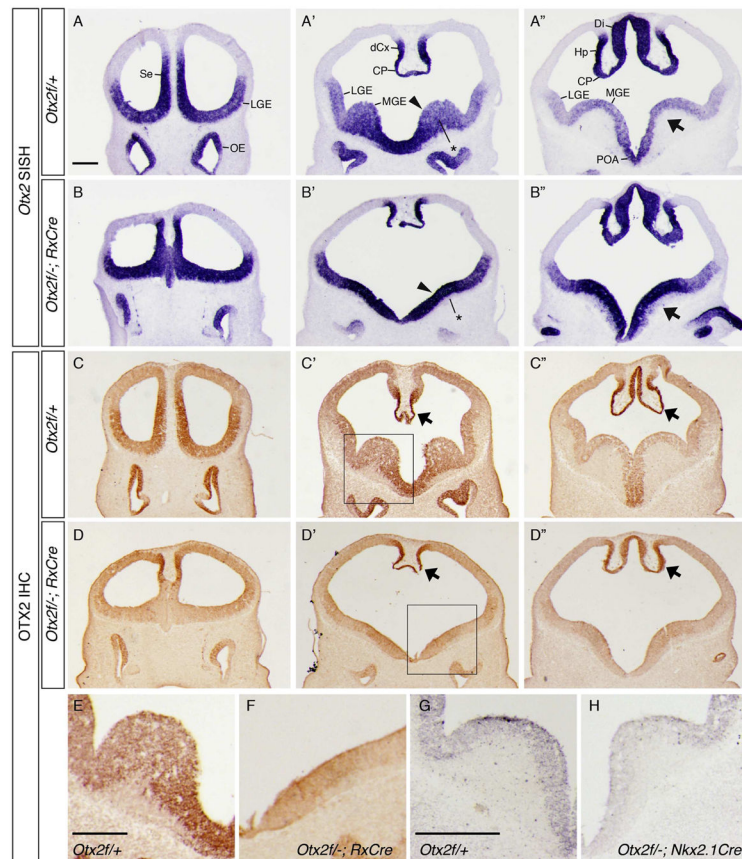 Otx2 SISH
Otx2f/+
A
Se
LGE
OE
A'
dCx
CP
LGE
MGE
*
A"
Di
Hp
CP
LGE
MGE
POA
Otx2f/-; RxCre
B
B'
*
B"
OTX2 IHC
Otx2f/+
C
C'
C"
Otx2f/-; RxCre
D
D'
D"
E
Otx2f/+
F
Otx2f/-; RxCre
G
Otx2f/+
H
Otx2f/-; Nkx2.1Cre